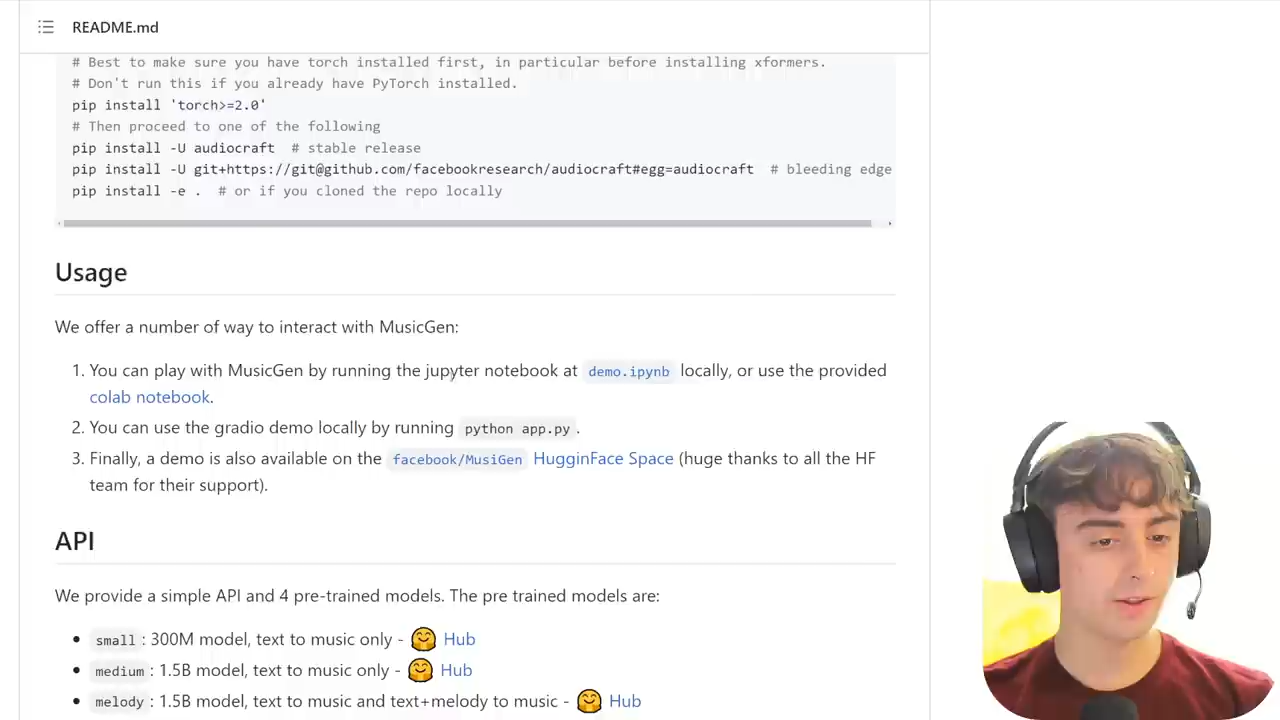 README.md
# Best to make sure you have torch installed first, in particular before installing xformers.
# Don't run this if you already have PyTorch installed.
pip install 'torch>=2.0'
# Then proceed to one of the following
pip install -U audiocraft  # stable release
pip install -U git+https://git@github.com/facebookresearch/audiocraft#egg=audiocraft  # bleeding edge
pip install -e .  # or if you cloned the repo locally
Usage
We offer a number of way to interact with MusicGen:
1. You can play with MusicGen by running the jupyter notebook at demo.ipynb locally, or use the provided
colab notebook.
2. You can use the gradio demo locally by running python app.py.
3. Finally, a demo is also available on the facebook/MusiGen HugginFace Space (huge thanks to all the HF
team for their support).
API
We provide a simple API and 4 pre-trained models. The pre trained models are:
small: 300M model, text to music only - 🤗 Hub
medium: 1.5B model, text to music only - 🤗 Hub
melody: 1.5B model, text to music and text+melody to music - 🤗 Hub